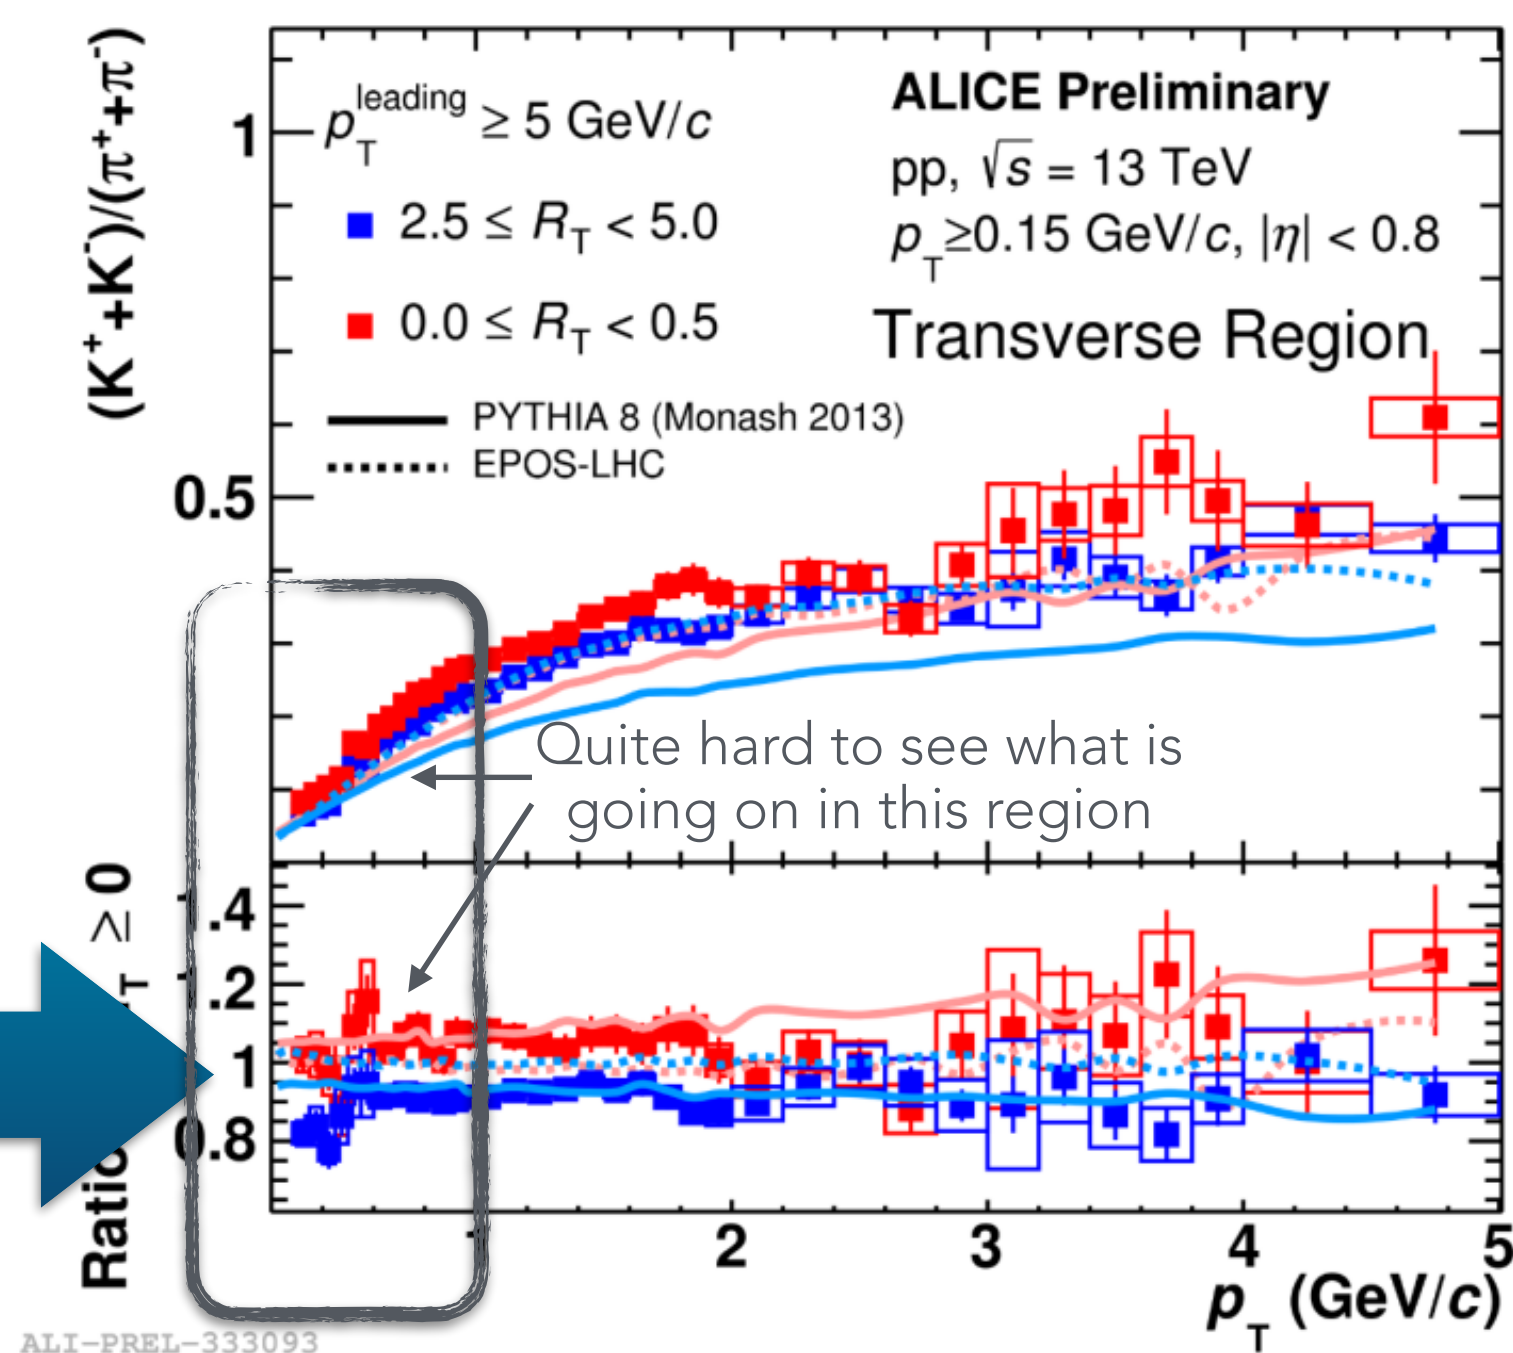 (K⁺+K⁻)/(π⁺+π⁻)
p_T^leading ≥ 5 GeV/c
2.5 ≤ R_T < 5.0
0.0 ≤ R_T < 0.5
PYTHIA 8 (Monash 2013)
EPOS-LHC
ALICE Preliminary
pp, √s = 13 TeV
p_T≥0.15 GeV/c, |η| < 0.8
Transverse Region
1
0.5
Quite hard to see what is
going on in this region
Ratio
T ≥ 0
.4
.2
1
0.8
2
3
4
5
p_T (GeV/c)
ALI-PREL-333093